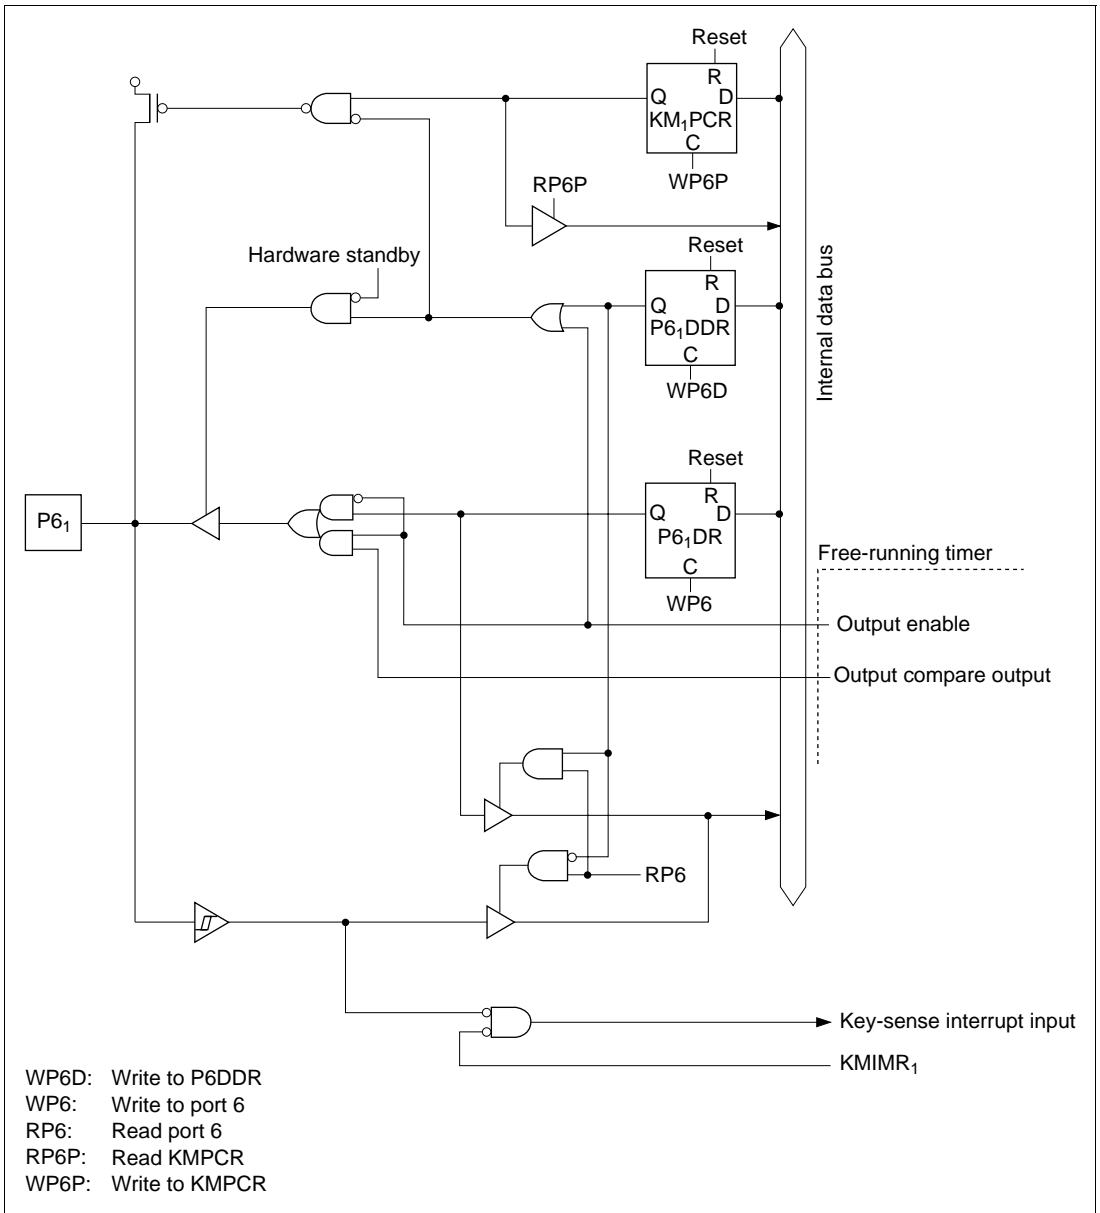 Reset
R
Q D
KM₁PCR
C
WP6P
RP6P
Hardware standby
Reset
R
Q D
P6₁DDR
C
WP6D
Internal data bus
Reset
R
Q D
P6₁DR
C
WP6
P6₁
Free-running timer
Output enable
Output compare output
RP6
Key-sense interrupt input
KMIMR₁
WP6D: Write to P6DDR
WP6: Write to port 6
RP6: Read port 6
RP6P: Read KMPCR
WP6P: Write to KMPCR